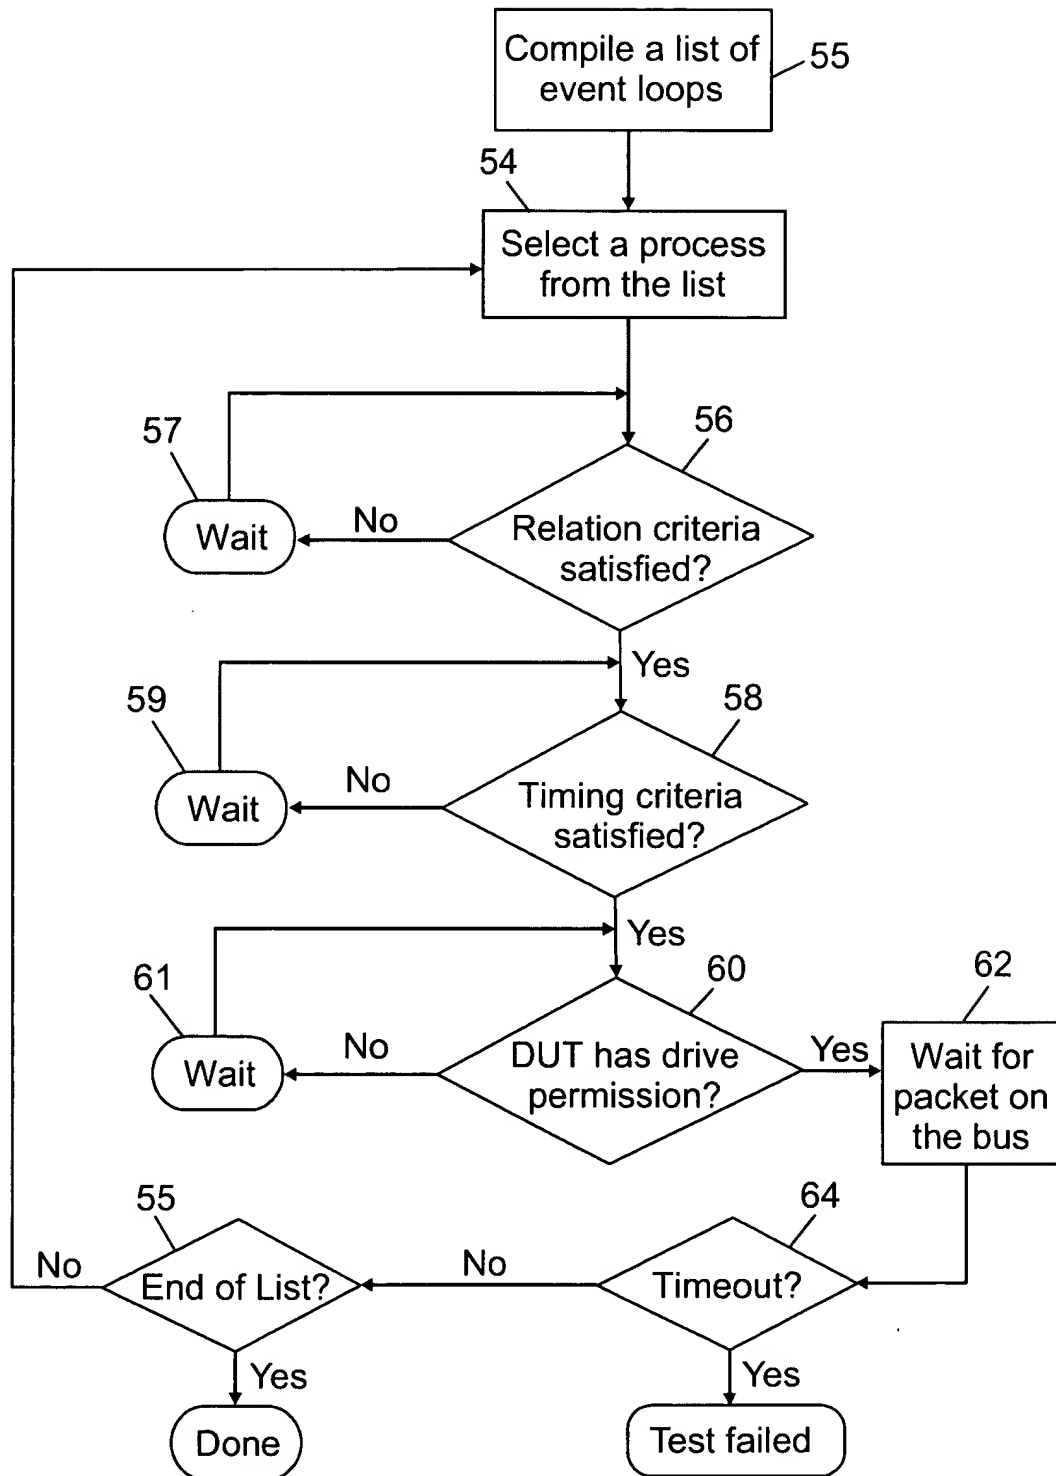 Compile a list of
event loops
55
54
Select a process
from the list
57
Wait
No
56
Relation criteria
satisfied?
Yes
59
Wait
No
58
Timing criteria
satisfied?
Yes
61
Wait
No
60
DUT has drive
permission?
Yes
62
Wait for
packet on
the bus
55
No
End of List?
No
64
Timeout?
Yes
Done
Yes
Test failed